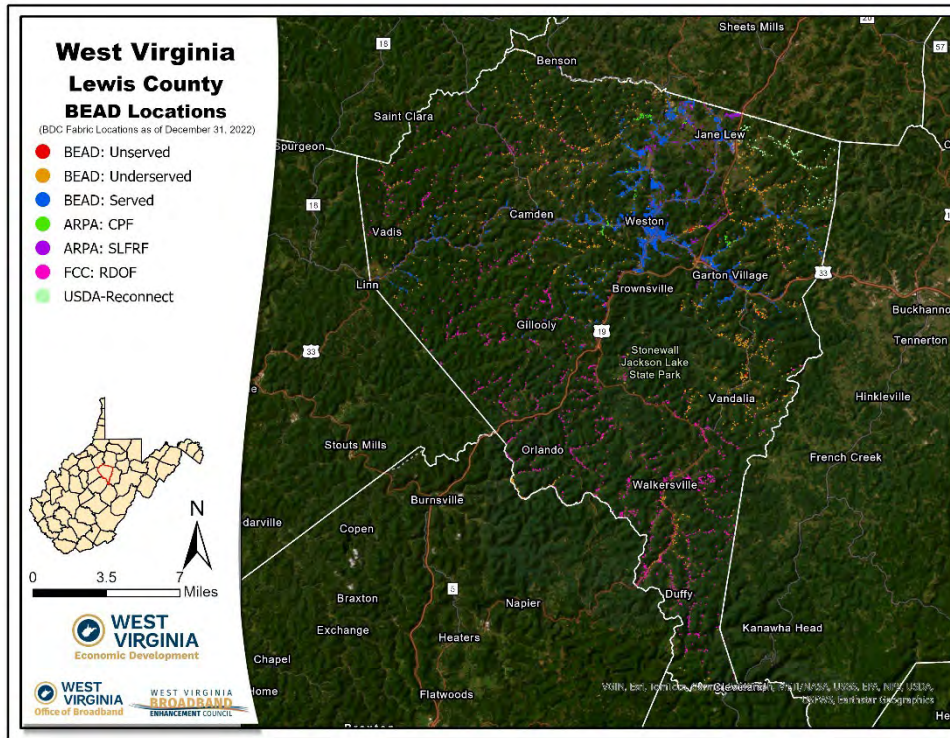 West Virginia
Lewis County
BEAD Locations
(BDC Fabric Locations as of December 31, 2022)
BEAD: Unserved
BEAD: Underserved
BEAD: Served
ARPA: CPF
ARPA: SLFRF
FCC: RDOF
USDA-Reconnect
N
0 3.5 7
Miles
WEST
VIRGINIA
Economic Development
WEST
VIRGINIA
Office of Broadband
WEST VIRGINIA
BROADBAND
ENHANCEMENT COUNCIL
Sheets Mills
18
57
Benson
Saint Clara
Spurgeon
Jane Lew
18
Camden
Weston
Vadis
Linn
Garton Village
33
Brownsville
Buckhanno
Tennerton
Gillooly
19
33
Stonewall
Jackson Lake
State Park
Vandalia
Hinkleville
Stouts Mills
Orlando
French Creek
Walkersville
Burnsville
darville
Copen
5
Duffy
Braxton
Napier
Exchange
Heaters
Kanawha Head
Chapel
Home
Flatwoods
Cleveland
USFWS, Earthstar Geographics
He